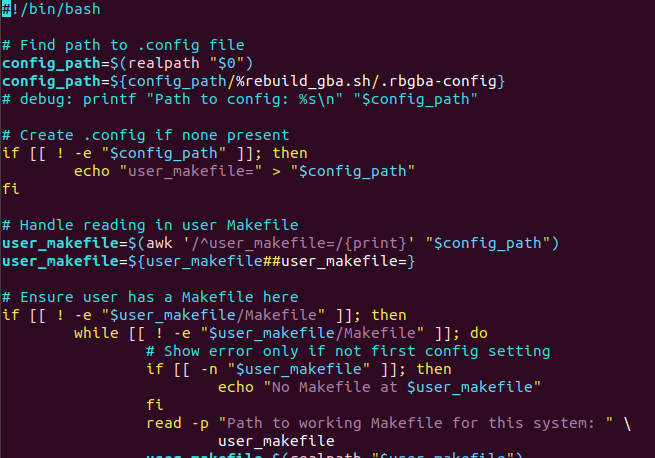 #!/bin/bash
# Find path to .config file
config_path=$(realpath "$0")
config_path=${config_path/%rebuild_gba.sh/.rbgba-config}
# debug: printf "Path to config: %s\n" "$config_path"
# Create .config if none present
if [[ ! -e "$config_path" ]]; then
echo "user_makefile=" > "$config_path"
fi
# Handle reading in user Makefile
user_makefile=$(awk '/^user_makefile=/{print}' "$config_path")
user_makefile=${user_makefile##user_makefile=}
# Ensure user has a Makefile here
if [[ ! -e "$user_makefile/Makefile" ]]; then
while [[ ! -e "$user_makefile/Makefile" ]]; do
# Show error only if not first config setting
if [[ -n "$user_makefile" ]]; then
echo "No Makefile at $user_makefile"
fi
read -p "Path to working Makefile for this system: " \
user_makefile
user_makefile=$(realpath "$user_makefile")